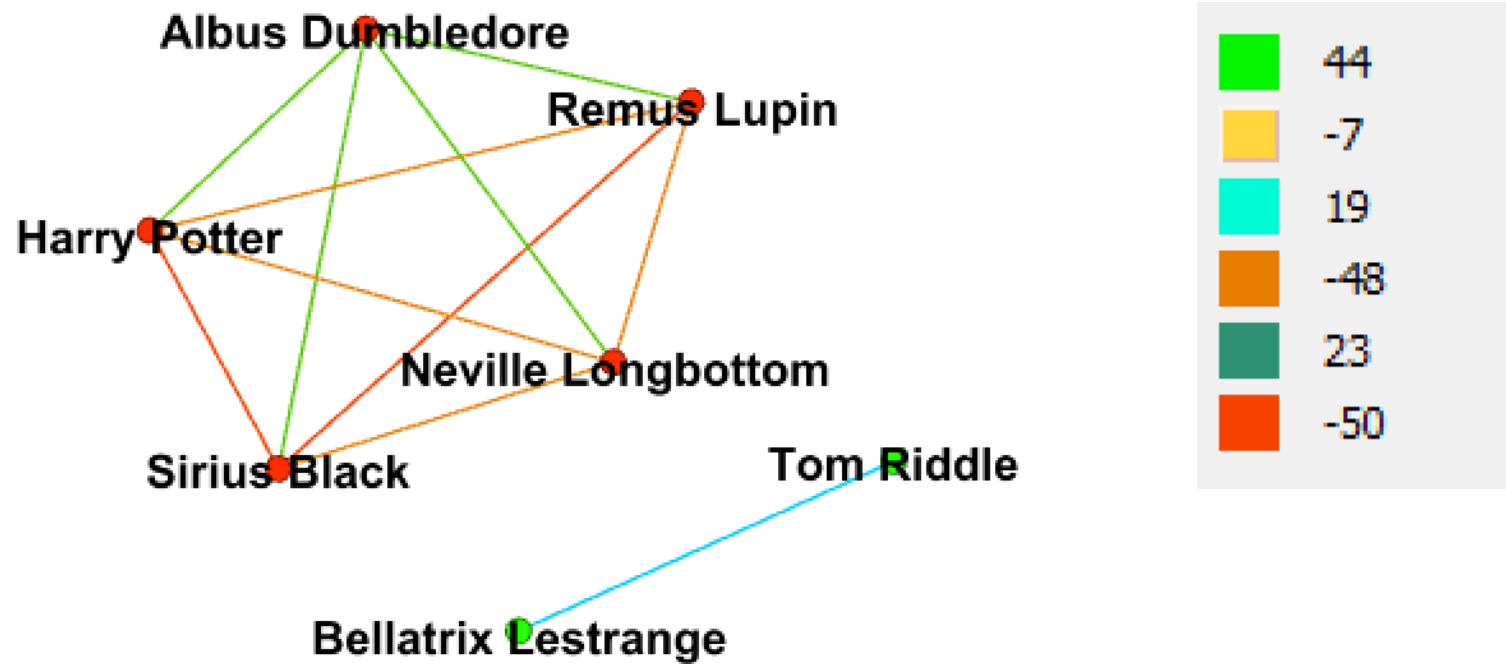 Albus Dumbledore
Remus Lupin
Harry Potter
Neville Longbottom
Sirius Black
Tom Riddle
Bellatrix Lestrange
44
-7
19
-48
23
-50